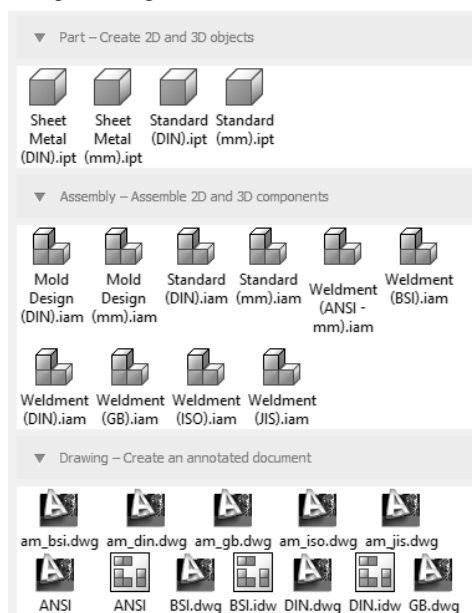 Part – Create 2D and 3D objects
Sheet Metal (DIN).ipt
Sheet Metal (mm).ipt
Standard (DIN).ipt
Standard (mm).ipt
Assembly – Assemble 2D and 3D components
Mold Design (DIN).iam
Mold Design (mm).iam
Standard (DIN).iam
Standard (mm).iam
Weldment (ANSI - mm).iam
Weldment (BSI).iam
Weldment (DIN).iam
Weldment (GB).iam
Weldment (ISO).iam
Weldment (JIS).iam
Drawing – Create an annotated document
am_bsi.dwg am_din.dwg am_gb.dwg am_iso.dwg am_jis.dwg
ANSI ANSI BSI.dwg BSI.idw DIN.dwg DIN.idw GB.dwg